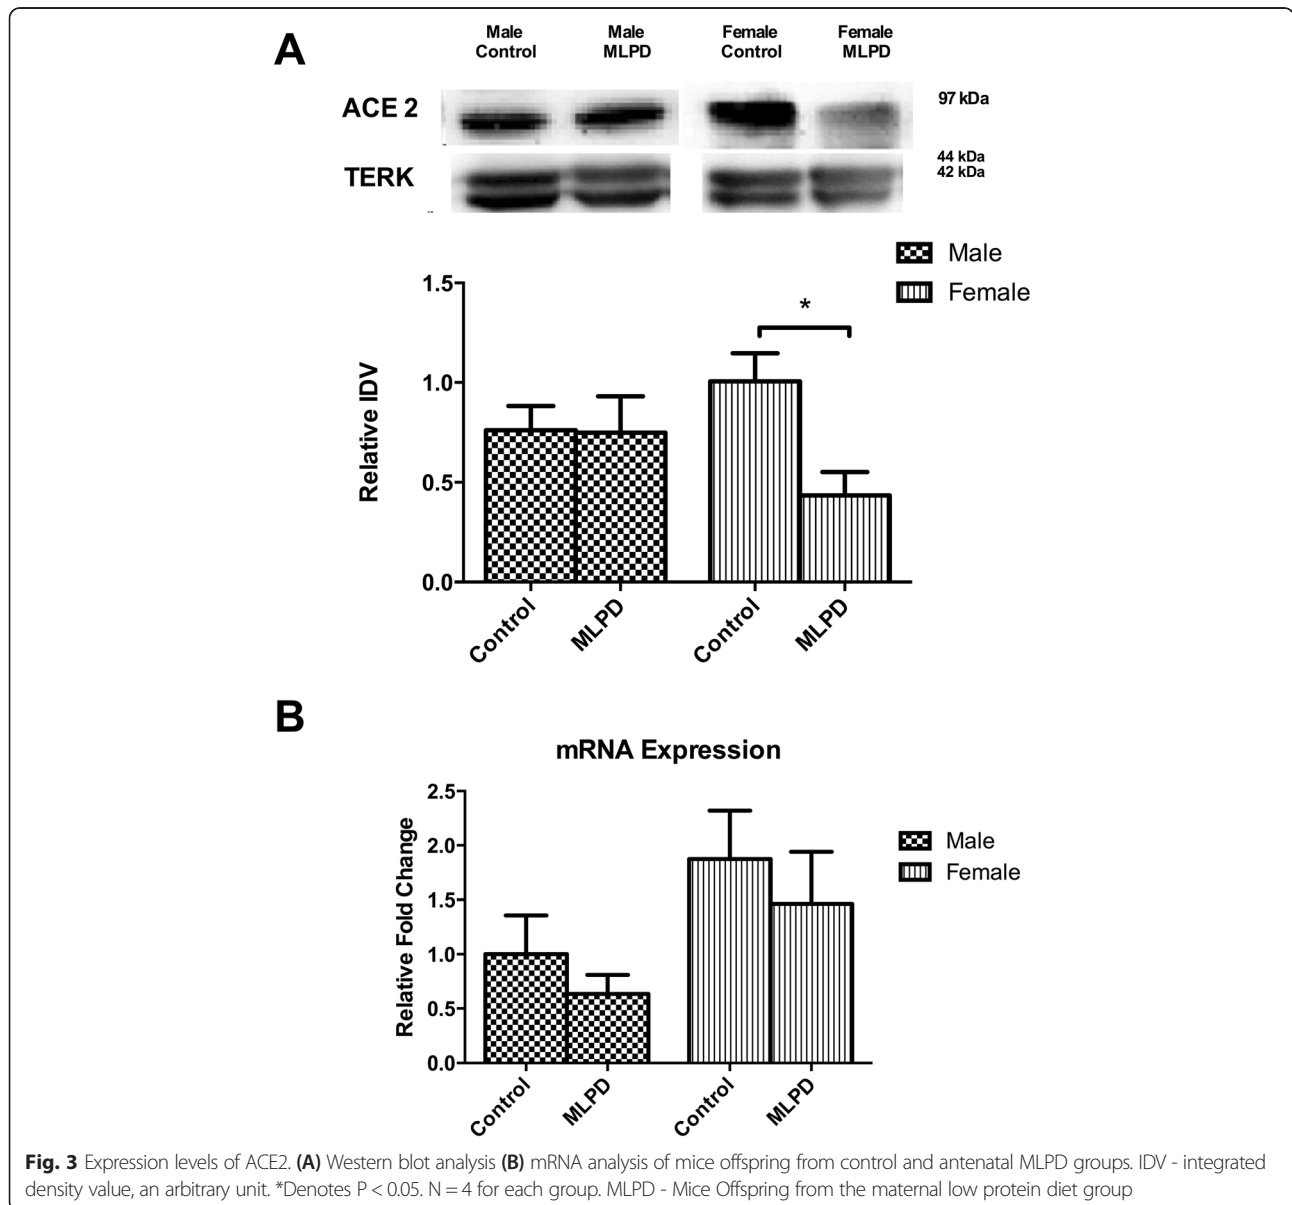 A
Male Control
Male MLPD
Female Control
Female MLPD
ACE 2
97 kDa
TERK
44 kDa
42 kDa
Male
Female
*
Relative IDV
1.5
1.0
0.5
0.0
Control
MLPD
Control
MLPD
B
mRNA Expression
Relative Fold Change
2.5
2.0
1.5
1.0
0.5
0.0
Male
Female
Control
MLPD
Control
MLPD
Fig. 3 Expression levels of ACE2. (A) Western blot analysis (B) mRNA analysis of mice offspring from control and antenatal MLPD groups. IDV - integrated
density value, an arbitrary unit. *Denotes P < 0.05. N = 4 for each group. MLPD - Mice Offspring from the maternal low protein diet group